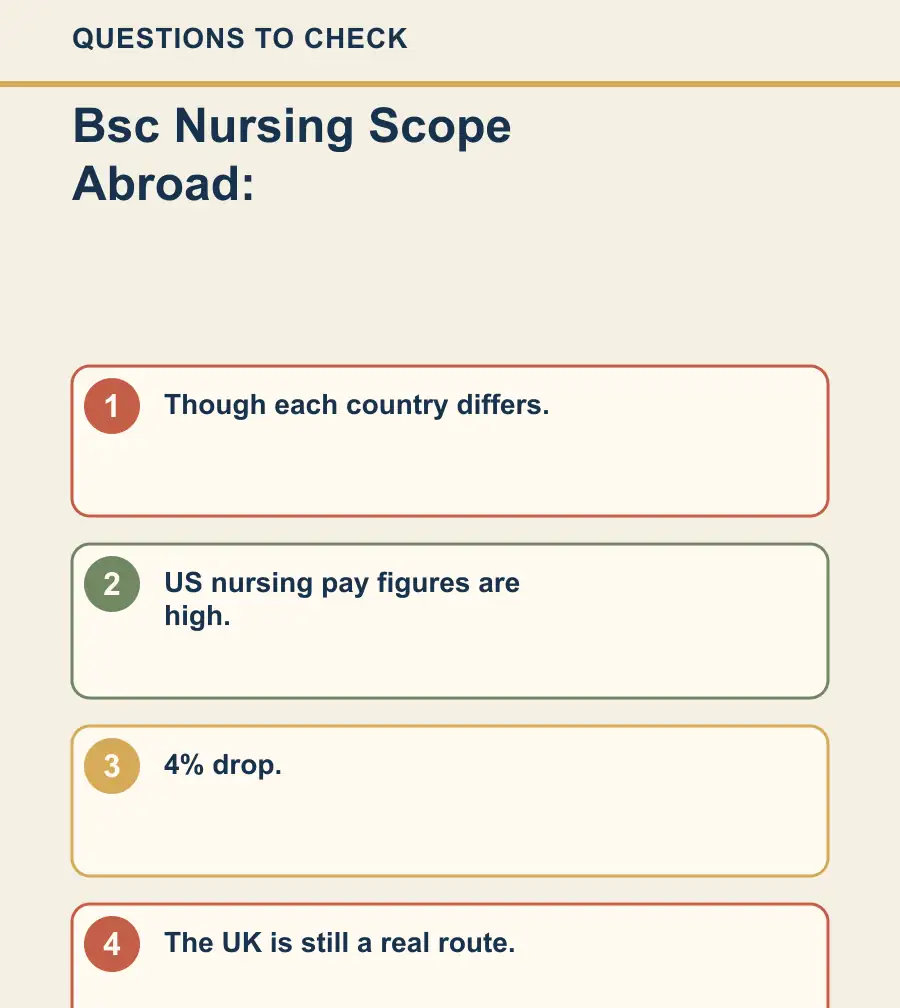 QUESTIONS TO CHECK
Bsc Nursing Scope
Abroad:
1
Though each country differs.
2
US nursing pay figures are
high.
3
4% drop.
4
The UK is still a real route.